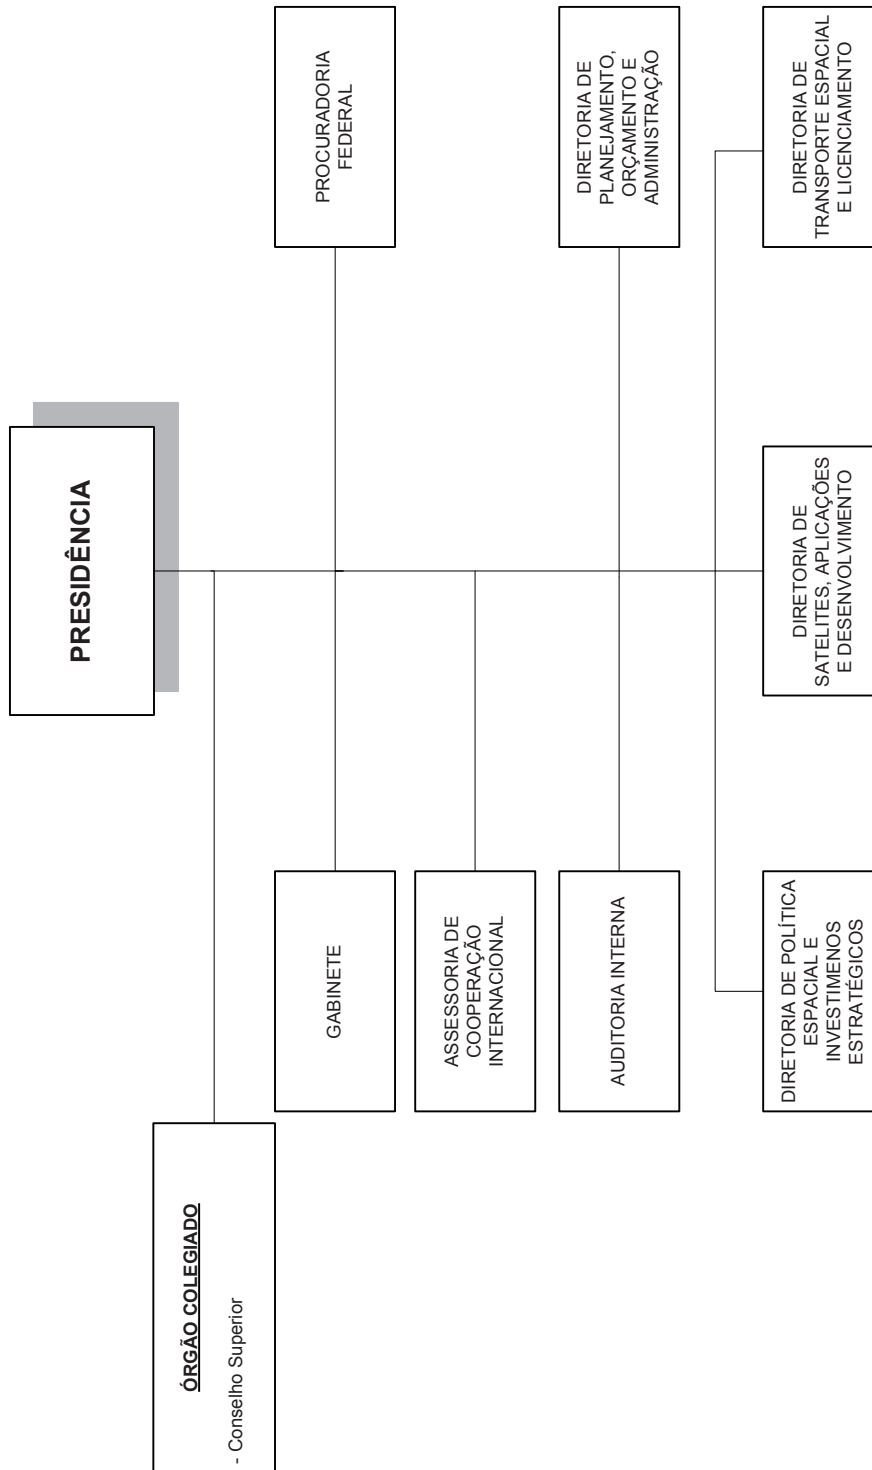 PRESIDÊNCIA
ÓRGÃO COLEGIADO
- Conselho Superior
GABINETE
PROCURADORIA
FEDERAL
ASSESSORIA DE
COOPERAÇÃO
INTERNACIONAL
AUDITORIA INTERNA
DIRETORIA DE
PLANEJAMENTO,
ORÇAMENTO E
ADMINISTRAÇÃO
DIRETORIA DE POLÍTICA
ESPACIAL E
INVESTIMENOS
ESTRATÉGICOS
DIRETORIA DE
SATELITES, APLICAÇÕES
E DESENVOLVIMENTO
DIRETORIA DE
TRANSPORTE ESPACIAL
E LICENCIAMENTO